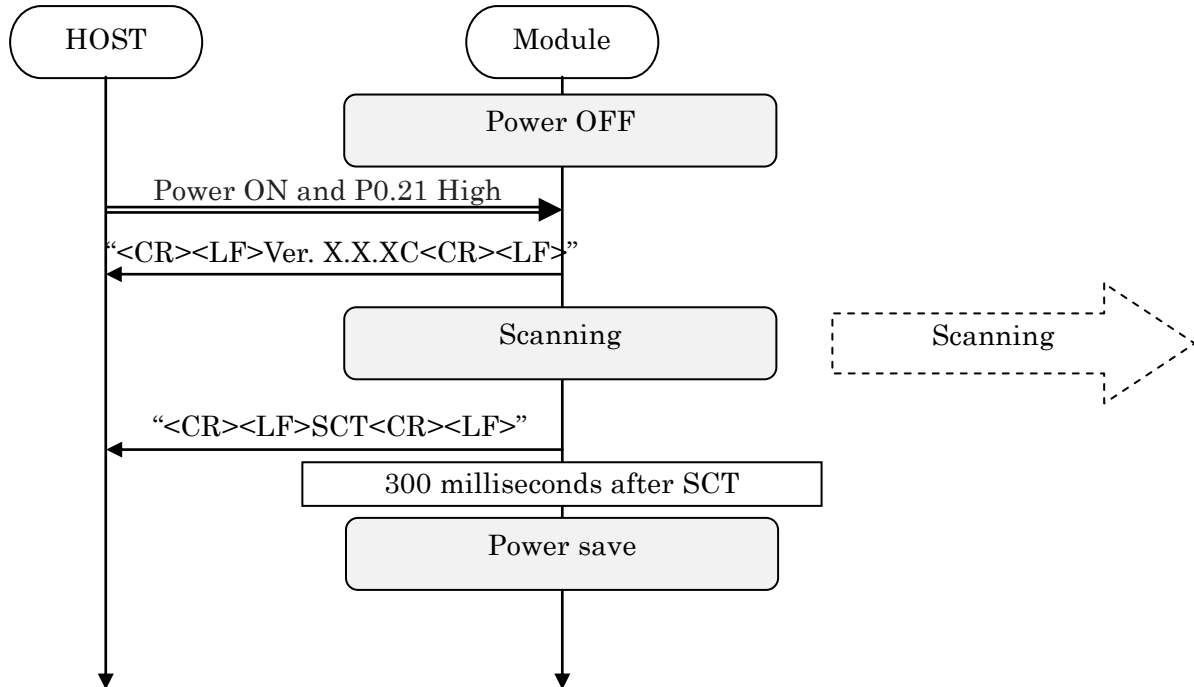 HOST
Module
Power OFF
Power ON and P0.21 High
“<CR><LF>Ver. X.X.XC<CR><LF>”
Scanning
Scanning
“<CR><LF>SCT<CR><LF>”
300 milliseconds after SCT
Power save